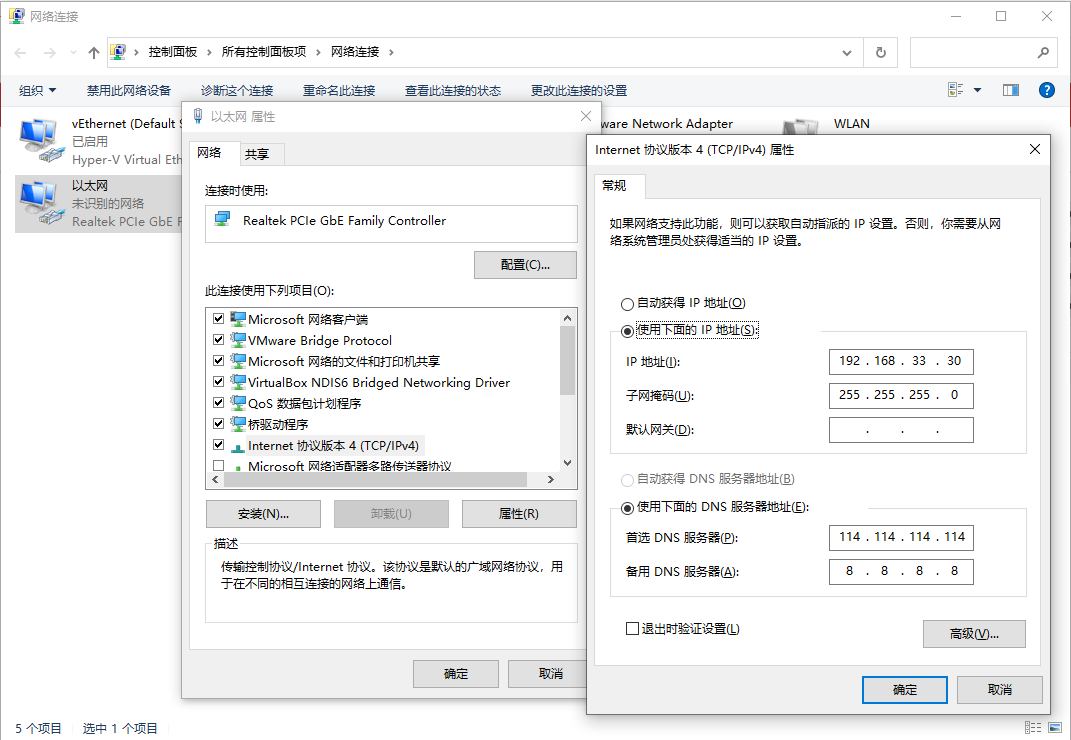 网络连接
控制面板 › 所有控制面板项 › 网络连接 ›
组织 禁用此网络设备 诊断这个连接 重命名此连接 查看此连接的状态 更改此连接的设置
vEthernet (Default S
已启用
Hyper-V Virtual Eth
以太网
未识别的网络
Realtek PCIe GbE F
ware Network Adapter
WLAN
以太网 属性
网络 共享
连接时使用:
Realtek PCIe GbE Family Controller
配置(C)...
此连接使用下列项目(O):
Microsoft 网络客户端
VMware Bridge Protocol
Microsoft 网络的文件和打印机共享
VirtualBox NDIS6 Bridged Networking Driver
QoS 数据包计划程序
桥驱动程序
Internet 协议版本 4 (TCP/IPv4)
Microsoft 网络适配器多路传送器协议
安装(N)... 卸载(U) 属性(R)
描述
传输控制协议/Internet 协议。该协议是默认的广域网络协议，用
于在不同的相互连接的网络上通信。
确定 取消
Internet 协议版本 4 (TCP/IPv4) 属性
常规
如果网络支持此功能，则可以获取自动指派的 IP 设置。否则，你需要从网
络系统管理员处获得适当的 IP 设置。
自动获得 IP 地址(O)
使用下面的 IP 地址(S):
IP 地址(I): 192 . 168 . 33 . 30
子网掩码(U): 255 . 255 . 255 . 0
默认网关(D): . . .
自动获得 DNS 服务器地址(B)
使用下面的 DNS 服务器地址(E):
首选 DNS 服务器(P): 114 . 114 . 114 . 114
备用 DNS 服务器(A): 8 . 8 . 8 . 8
退出时验证设置(L)
高级(V)...
确定 取消
5 个项目 选中 1 个项目